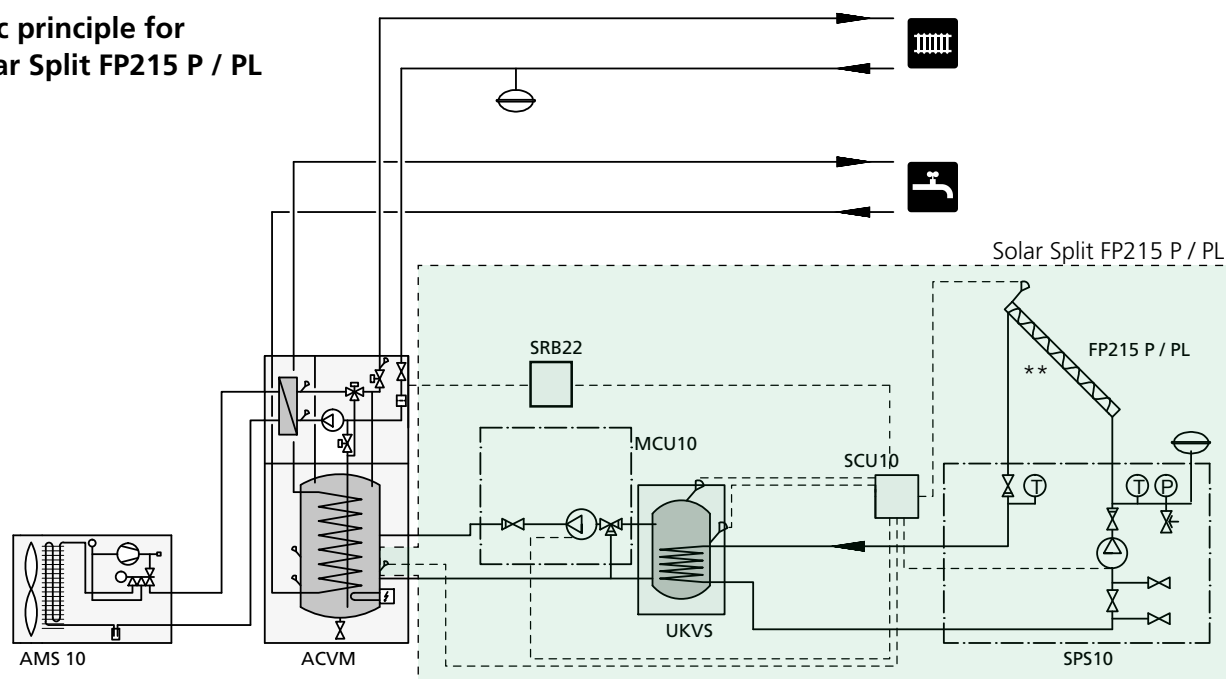 c principle for
ar Split FP215 P / PL
Solar Split FP215 P / PL
SRB22
FP215 P / PL
**
MCU10
SCU10
T
T
P
UKVS
AMS 10
ACVM
SPS10